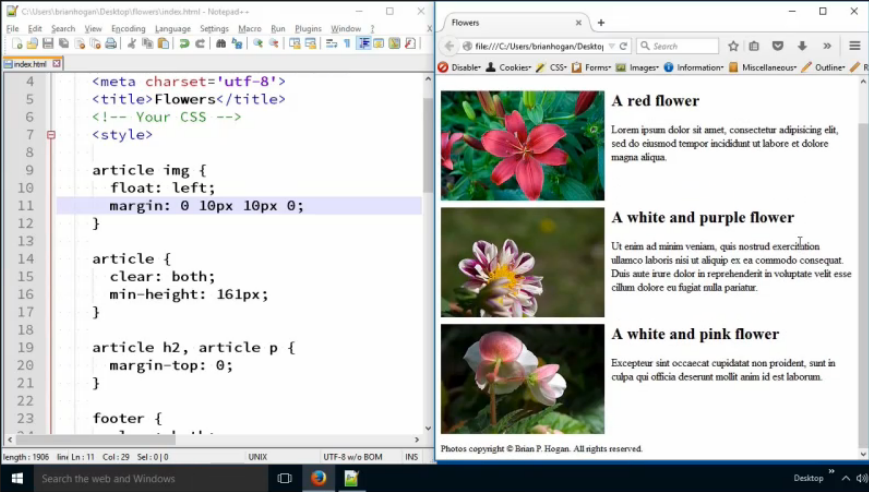 C:\Users\brianhogan\Desktop\flowers\index.html - Notepad++
File Edit Search View Encoding Language Settings Macro Run Plugins Window ? X
index.html
4 <meta charset='utf-8'>
5 <title>Flowers</title>
6 <!-- Your CSS -->
7 <style>
8
9 article img {
10 float: left;
11 margin: 0 10px 10px 0;
12 }
13
14 article {
15 clear: both;
16 min-height: 161px;
17 }
18
19 article h2, article p {
20 margin-top: 0;
21 }
22
23 footer {
length : 1906 line Ln : 11 Col : 29 Sel : 0 | 0 UNIX UTF-8 w/o BOM INS
Flowers
file:///C:/Users/brianhogan/Desktop
Search
Disable Cookies CSS Forms Images Information Miscellaneous Outline
A red flower
Lorem ipsum dolor sit amet, consectetur adipisicing elit,
sed do eiusmod tempor incididunt ut labore et dolore
magna aliqua.
A white and purple flower
Ut enim ad minim veniam, quis nostrud exercitation
ullamco laboris nisi ut aliquip ex ea commodo consequat.
Duis aute irure dolor in reprehenderit in voluptate velit esse
cillum dolore eu fugiat nulla pariatur.
A white and pink flower
Excepteur sint occaecat cupidatat non proident, sunt in
culpa qui officia deserunt mollit anim id est laborum.
Photos copyright © Brian P. Hogan. All rights reserved.
Search the web and Windows
Desktop